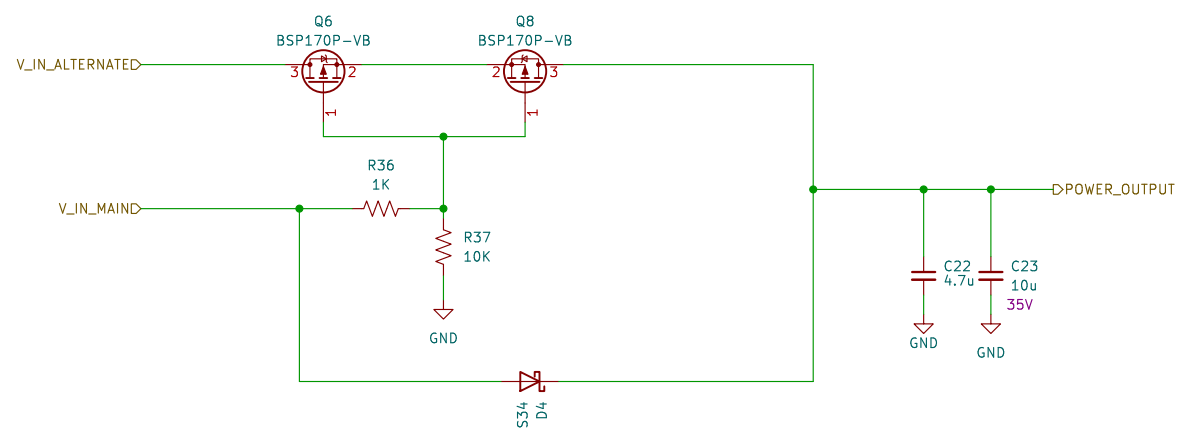 Q6
BSP170P-VB
Q8
BSP170P-VB
V_IN_ALTERNATE
3
2
2
3
1
1
R36
1K
V_IN_MAIN
POWER_OUTPUT
R37
10K
GND
C22
4.7u
GND
C23
10u
35V
GND
S34
D4